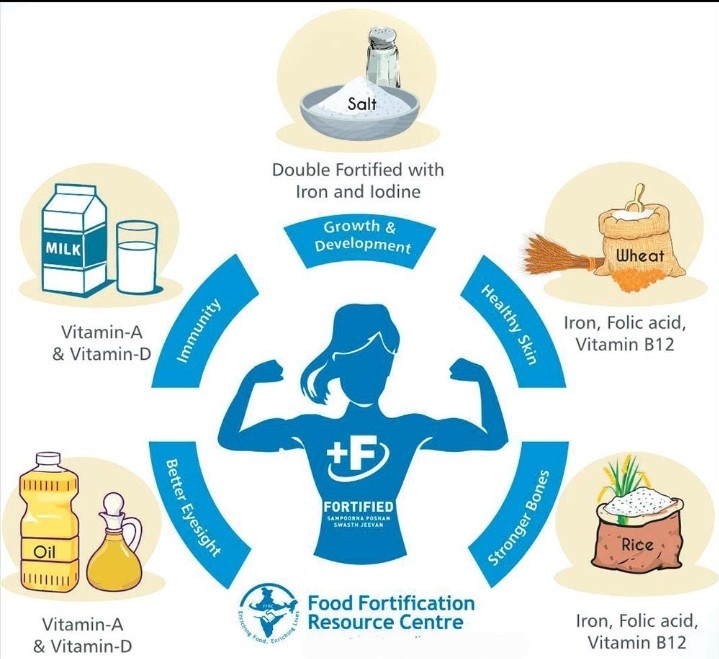 Salt
Double Fortified with
Iron and Iodine
Growth &
Development
MILK
Vitamin-A
& Vitamin-D
Immunity
Healthy Skin
Wheat
Iron, Folic acid,
Vitamin B12
+F
FORTIFIED
SAMPOORNA POSHAN
SWASTH JEEVAN
Better Eyesight
Stronger Bones
Oil
Vitamin-A
& Vitamin-D
Rice
Iron, Folic acid,
Vitamin B12
Enriching Food, Enriching Lives
Food Fortification
Resource Centre